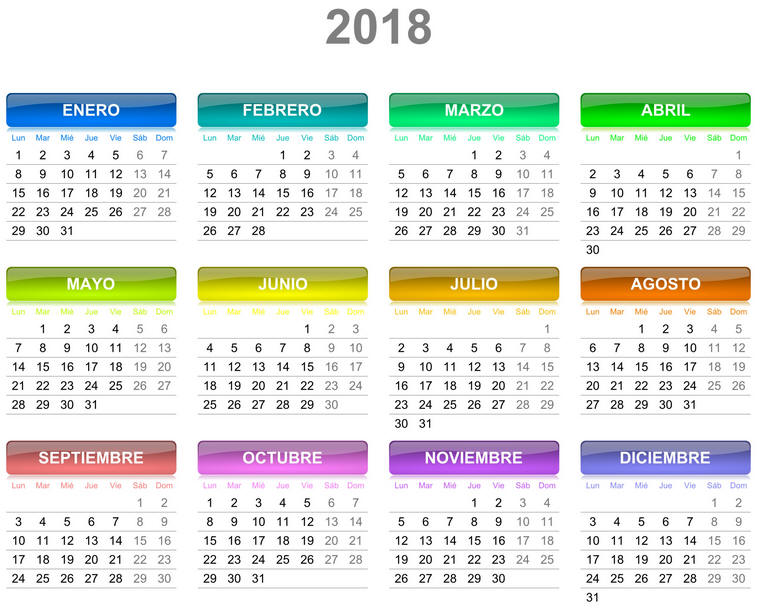 2018
ENERO
Lun Mar Mié Jue Vie Sáb Dom
1 2 3 4 5 6 7
8 9 10 11 12 13 14
15 16 17 18 19 20 21
22 23 24 25 26 27 28
29 30 31
FEBRERO
Lun Mar Mié Jue Vie Sáb Dom
1 2 3 4
5 6 7 8 9 10 11
12 13 14 15 16 17 18
19 20 21 22 23 24 25
26 27 28
MARZO
Lun Mar Mié Jue Vie Sáb Dom
1 2 3 4
5 6 7 8 9 10 11
12 13 14 15 16 17 18
19 20 21 22 23 24 25
26 27 28 29 30 31
ABRIL
Lun Mar Mié Jue Vie Sáb Dom
1
2 3 4 5 6 7 8
9 10 11 12 13 14 15
16 17 18 19 20 21 22
23 24 25 26 27 28 29
30
MAYO
Lun Mar Mié Jue Vie Sáb Dom
1 2 3 4 5 6
7 8 9 10 11 12 13
14 15 16 17 18 19 20
21 22 23 24 25 26 27
28 29 30 31
JUNIO
Lun Mar Mié Jue Vie Sáb Dom
1 2 3
4 5 6 7 8 9 10
11 12 13 14 15 16 17
18 19 20 21 22 23 24
25 26 27 28 29 30
JULIO
Lun Mar Mié Jue Vie Sáb Dom
1
2 3 4 5 6 7 8
9 10 11 12 13 14 15
16 17 18 19 20 21 22
23 24 25 26 27 28 29
30 31
AGOSTO
Lun Mar Mié Jue Vie Sáb Dom
1 2 3 4 5
6 7 8 9 10 11 12
13 14 15 16 17 18 19
20 21 22 23 24 25 26
27 28 29 30 31
SEPTIEMBRE
Lun Mar Mié Jue Vie Sáb Dom
1 2
3 4 5 6 7 8 9
10 11 12 13 14 15 16
17 18 19 20 21 22 23
24 25 26 27 28 29 30
OCTUBRE
Lun Mar Mié Jue Vie Sáb Dom
1 2 3 4 5 6 7
8 9 10 11 12 13 14
15 16 17 18 19 20 21
22 23 24 25 26 27 28
29 30 31
NOVIEMBRE
Lun Mar Mié Jue Vie Sáb Dom
1 2 3 4
5 6 7 8 9 10 11
12 13 14 15 16 17 18
19 20 21 22 23 24 25
26 27 28 29 30
DICIEMBRE
Lun Mar Mié Jue Vie Sáb Dom
1 2
3 4 5 6 7 8 9
10 11 12 13 14 15 16
17 18 19 20 21 22 23
24 25 26 27 28 29 30
31